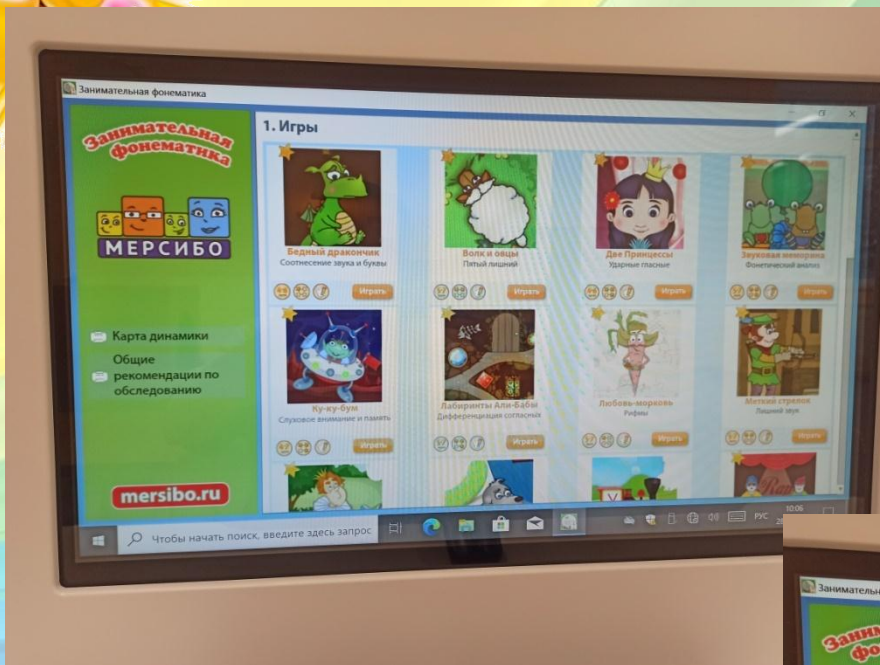 Занимательная фонематика
Занимательная
фонематика
МЕРСИБО
Карта динамики
Общие
рекомендации по
обследованию
mersibo.ru
1. Игры
Бедный дракончик
Соотнесение звука и буквы
Играть
Волк и овцы
Пятый лишний
Играть
Две Принцессы
Ударные гласные
Играть
Звуковая яморяна
Фонетический анализ
Играть
Ку-ку-бум
Слуховое внимание и память
Играть
Лабиринты Али-Бабы
Дифференциация согласных
Играть
Любовь-морковь
Рифмы
Играть
Меткий стрелок
Лишний звук
Играть
Чтобы начать поиск, введите здесь запрос
РУС
10:06